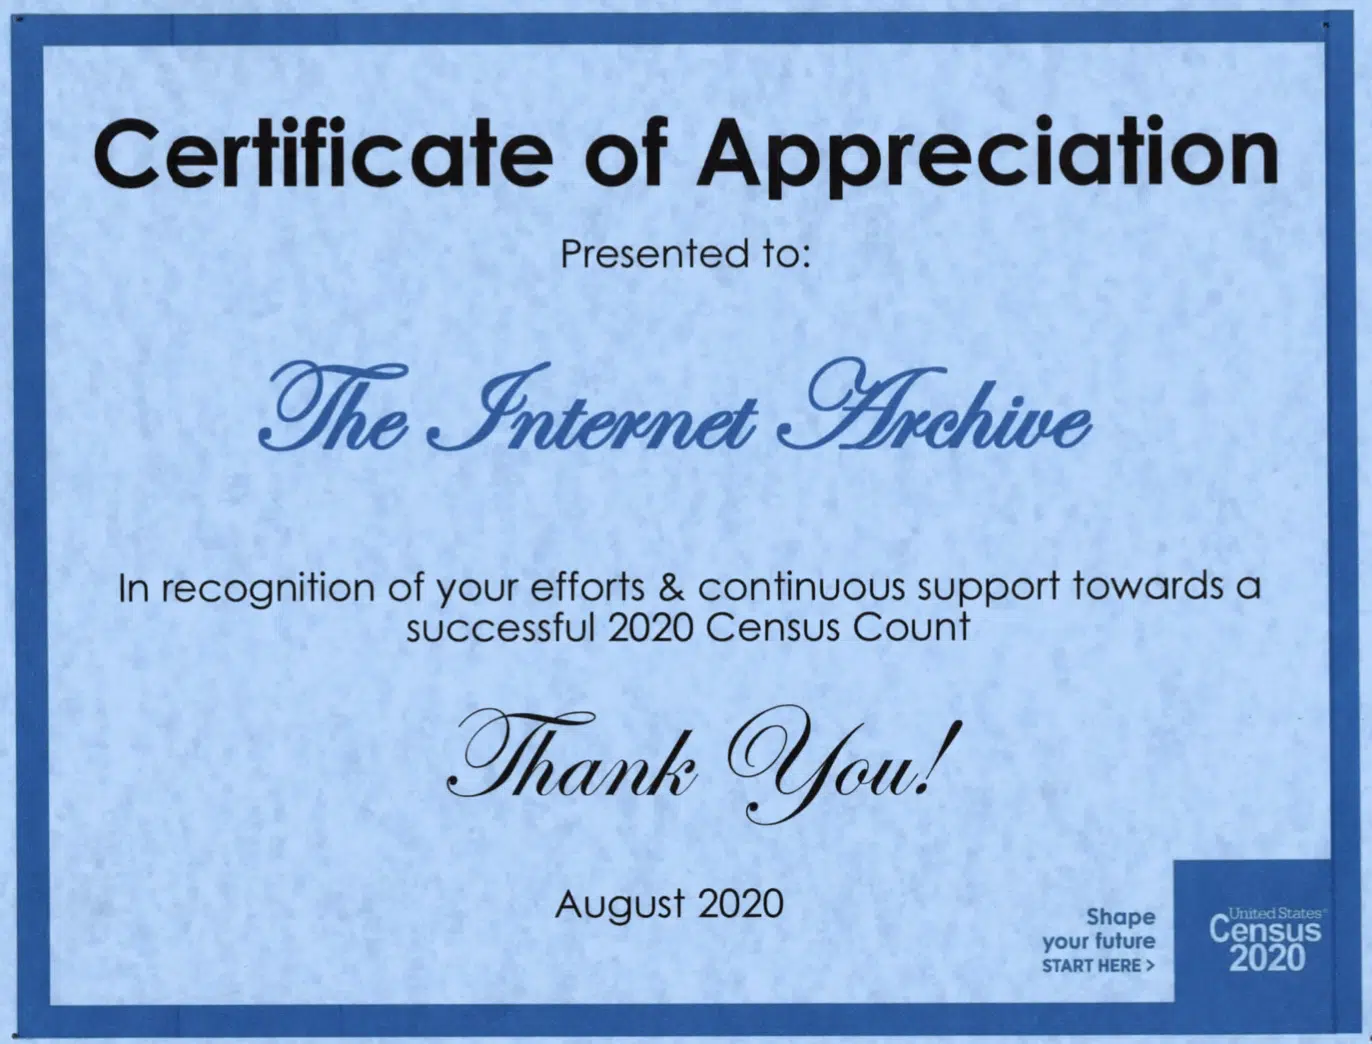 Certificate of Appreciation
Presented to:
The Internet Archive
In recognition of your efforts & continuous support towards a
successful 2020 Census Count
Thank You!
August 2020
Shape
your future
START HERE >
United States®
Census
2020